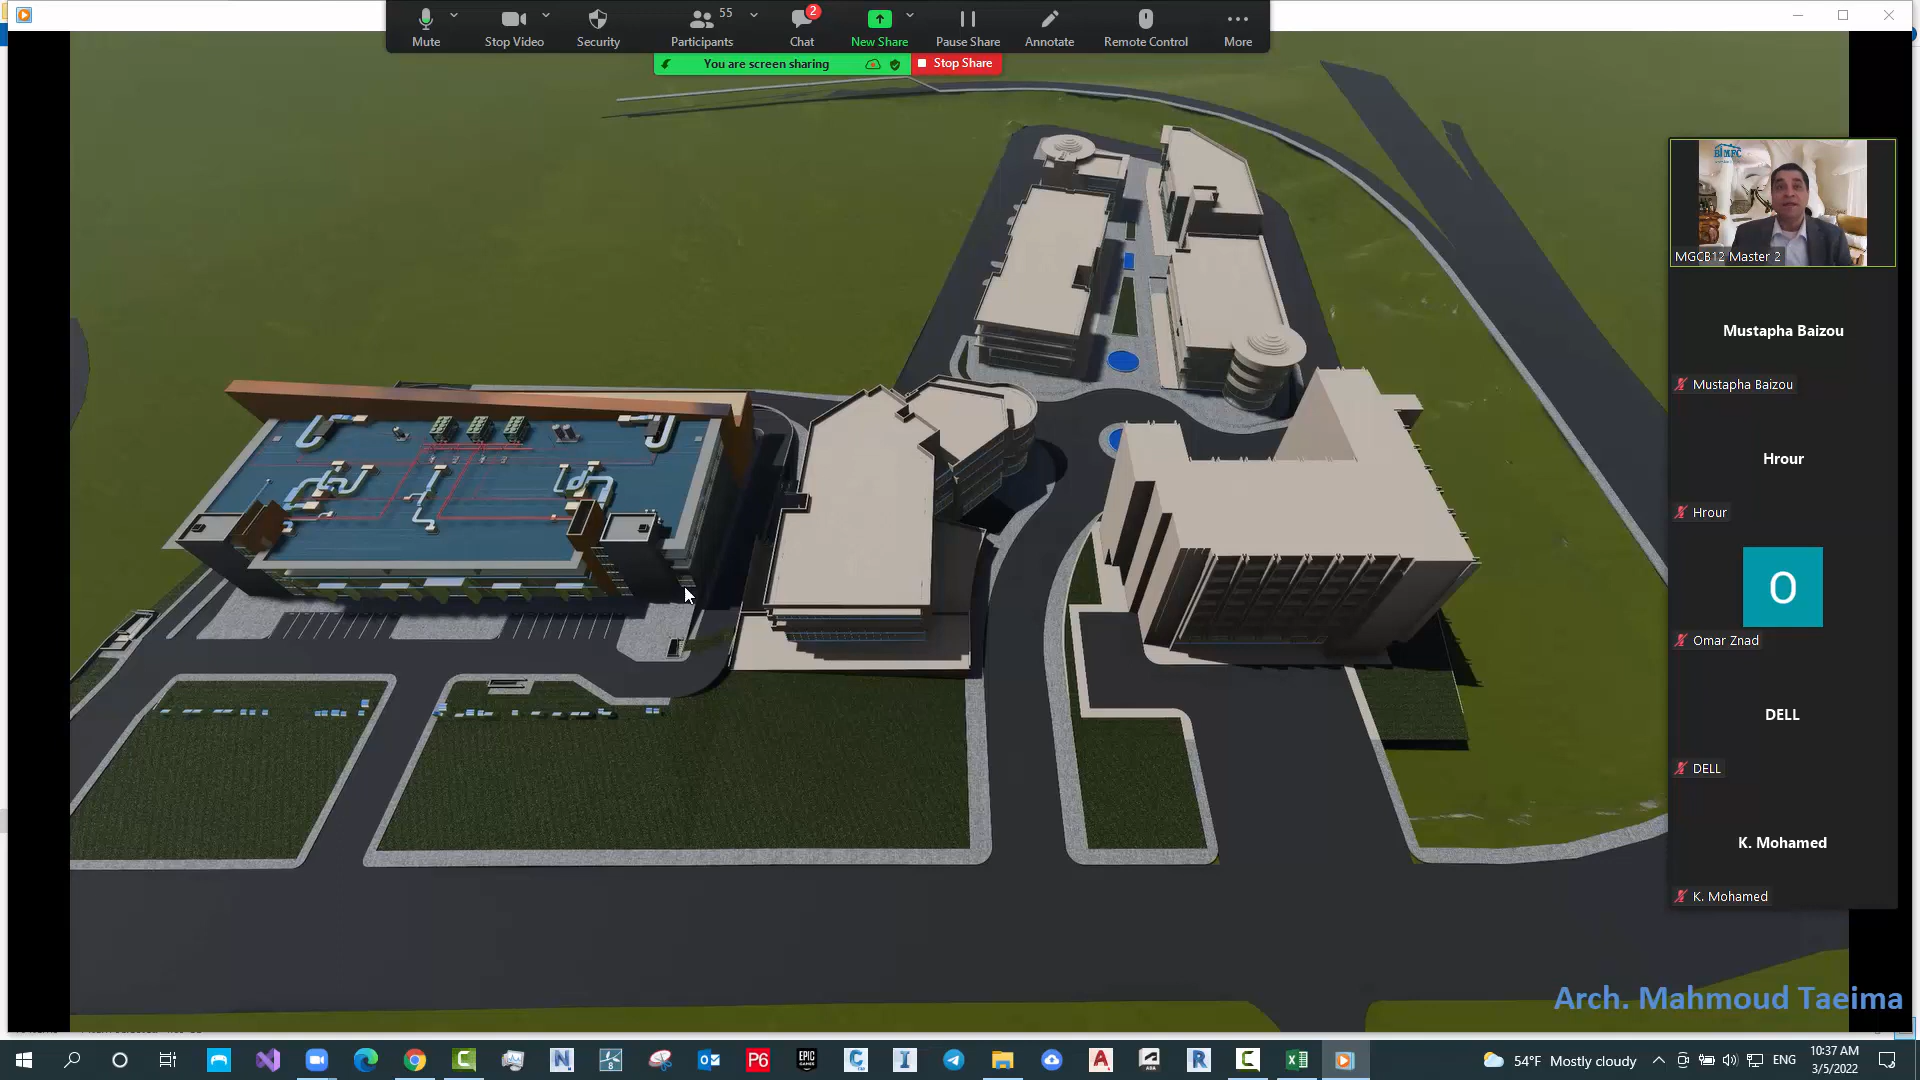 55
2
Mute
Stop Video
Security
Participants
Chat
New Share
Pause Share
Annotate
Remote Control
More
You are screen sharing
Stop Share
MGCB12 Master 2
Mustapha Baizou
Mustapha Baizou
Hrour
Hrour
O
Omar Znad
DELL
DELL
K. Mohamed
K. Mohamed
Arch. Mahmoud Taeima
P6
EPIC
GAMES
54°F Mostly cloudy
ENG
10:37 AM
3/5/2022